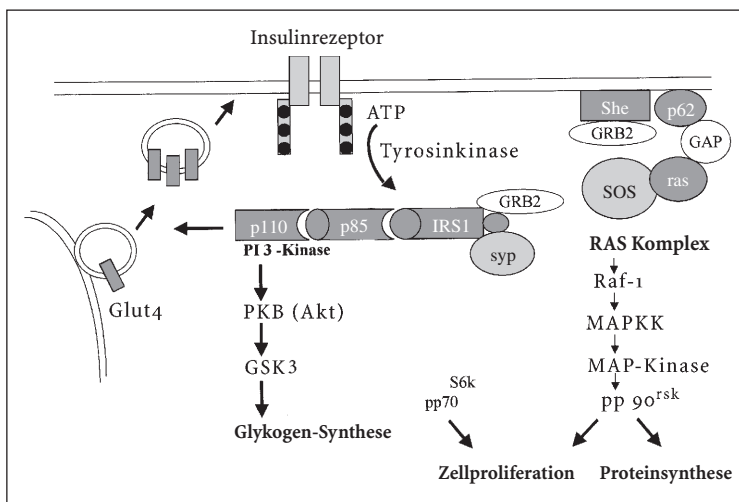 Insulinrezeptor
ATP
Tyrosinkinase
She
p62
GRB2
GAP
SOS
ras
GRB2
p110
p85
IRS1
syp
PI 3 -Kinase
RAS Komplex
Glut4
PKB (Akt)
GSK3
Glykogen-Synthese
Raf-1
MAPKK
MAP-Kinase
pp 90rsk
S6k
pp70
Zellproliferation
Proteinsynthese